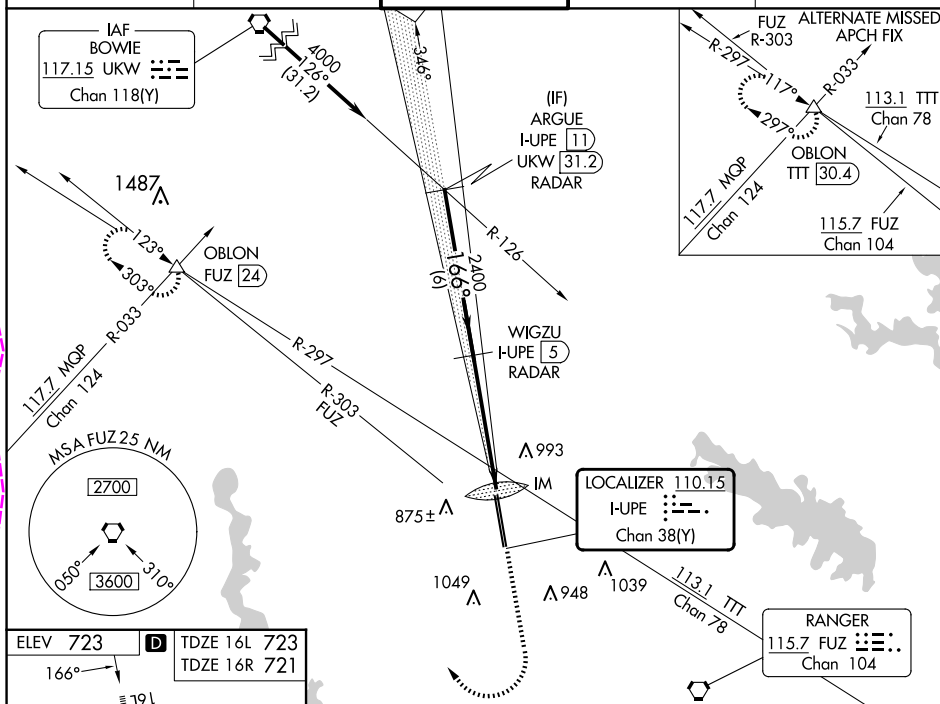 IAF
BOWIE
117.15 UKW
Chan 118(Y)
4000
126°
(31.2)
346°
(IF)
ARGUE
I-UPE 11
UKW 31.2
RADAR
FUZ
R-303
ALTERNATE MISSED
APCH FIX
R-297
117°
R-033
297°
113.1 TTT
Chan 78
OBLON
TTT 30.4
117.7 MQP
Chan 124
115.7 FUZ
Chan 104
1487
123°
303°
OBLON
FUZ 24
R-033
117.7 MQP
Chan 124
R-126
2400
166°
(6)
WIGZU
I-UPE 5
RADAR
R-297
R-303
FUZ
MSA FUZ 25 NM
2700
050°
310°
3600
993
IM
875±
LOCALIZER 110.15
I-UPE
Chan 38(Y)
1049
948
1039
113.1 TTT
Chan 78
RANGER
115.7 FUZ
Chan 104
ELEV 723
D
TDZE 16L 723
TDZE 16R 721
166°
16L